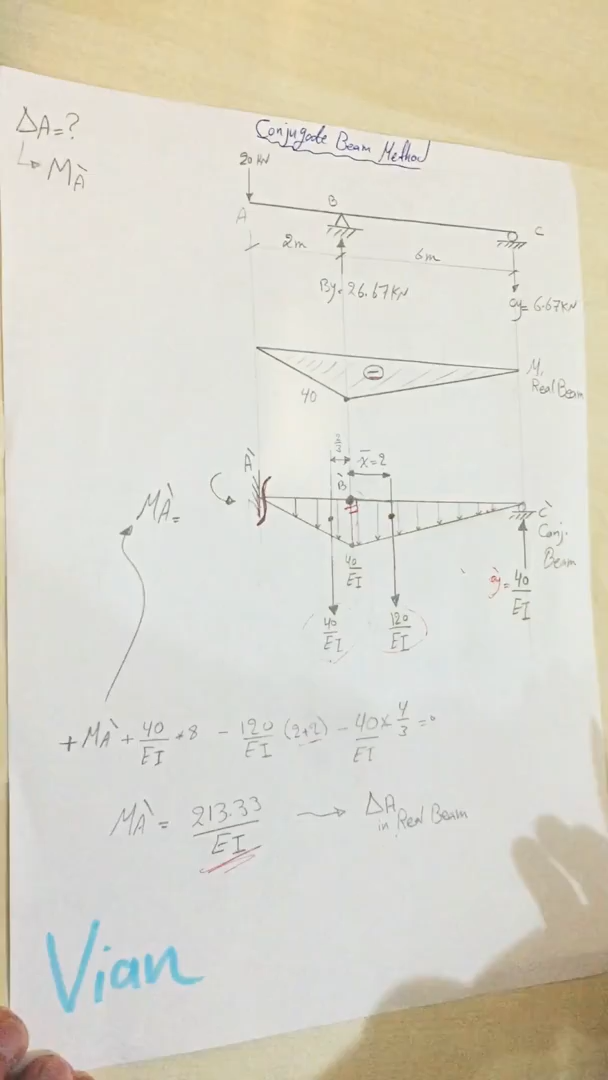 ΔA=?
Conjugate Beam Method
↳ MA`
20 KN
A
B
C
2m
6m
By=26.67KN
Cy=6.67KN
40
M,
Real Beam
2/3
x̄=2
A`
B`
C`
MA`=
Conj.
Beam
40/EI
Cy`=40/EI
40/EI
120/EI
+MA`+40/EI*8 - 120/EI (2+2) - 40/EI × 4/3 = 0
MA` = 213.33/EI → ΔA
in Real Beam
Vian